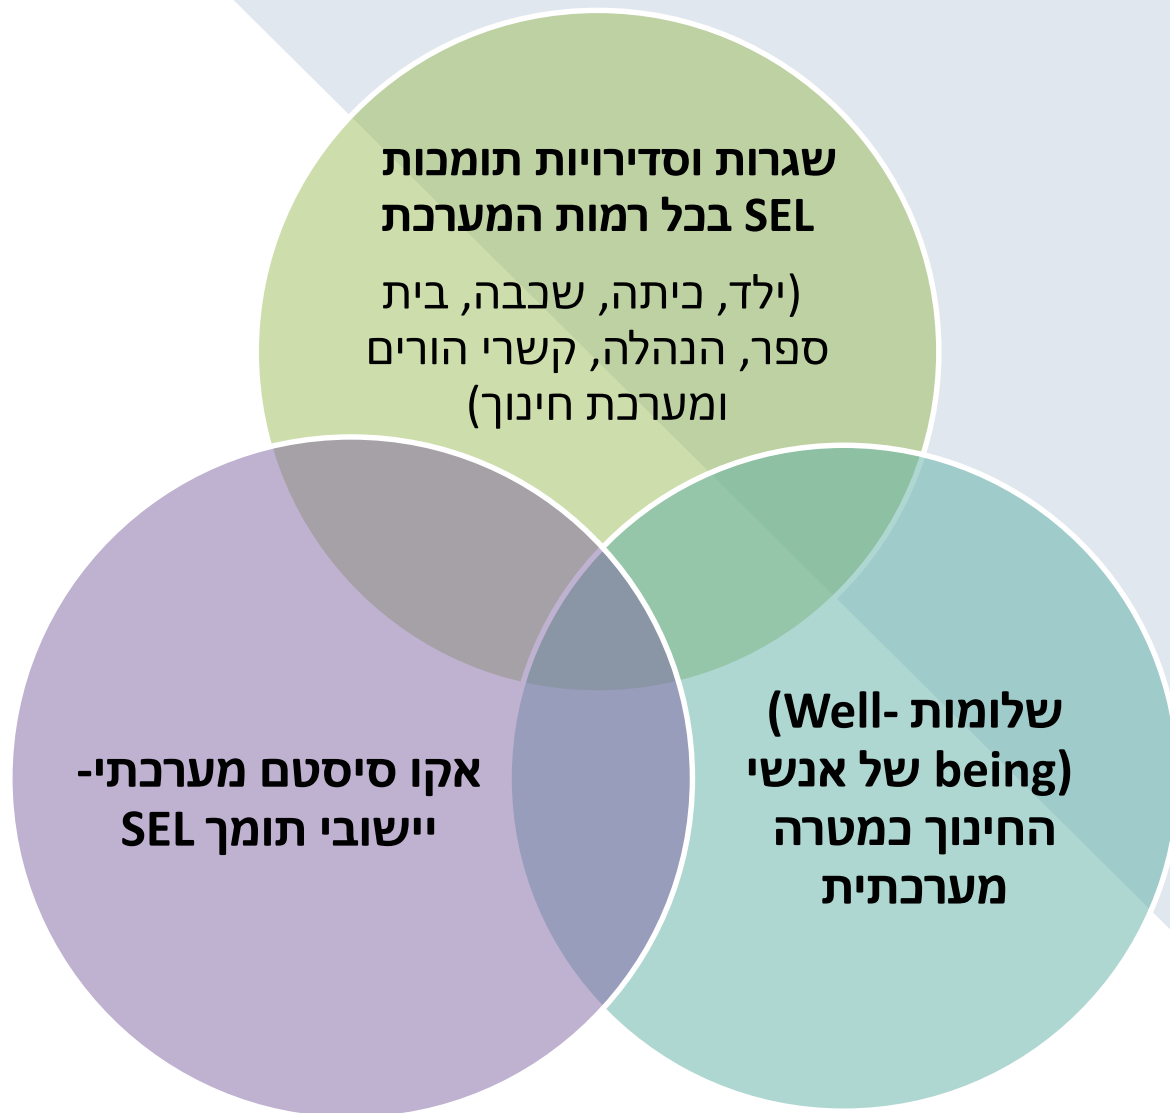 שגרות וסדירויות תומכות
SEL בכל רמות המערכת
(ילד, כיתה, שכבה, בית
ספר, הנהלה, קשרי הורים
ומערכת חינוך)
שלומות (Well-
being) של אנשי
החינוך כמטרה
מערכתית
אקו סיסטם מערכתי-
יישובי תומך SEL